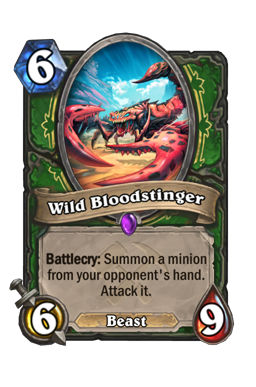 6
Wild Bloodstinger
Battlecry: Summon a minion
from your opponent's hand.
Attack it.
6
Beast
9